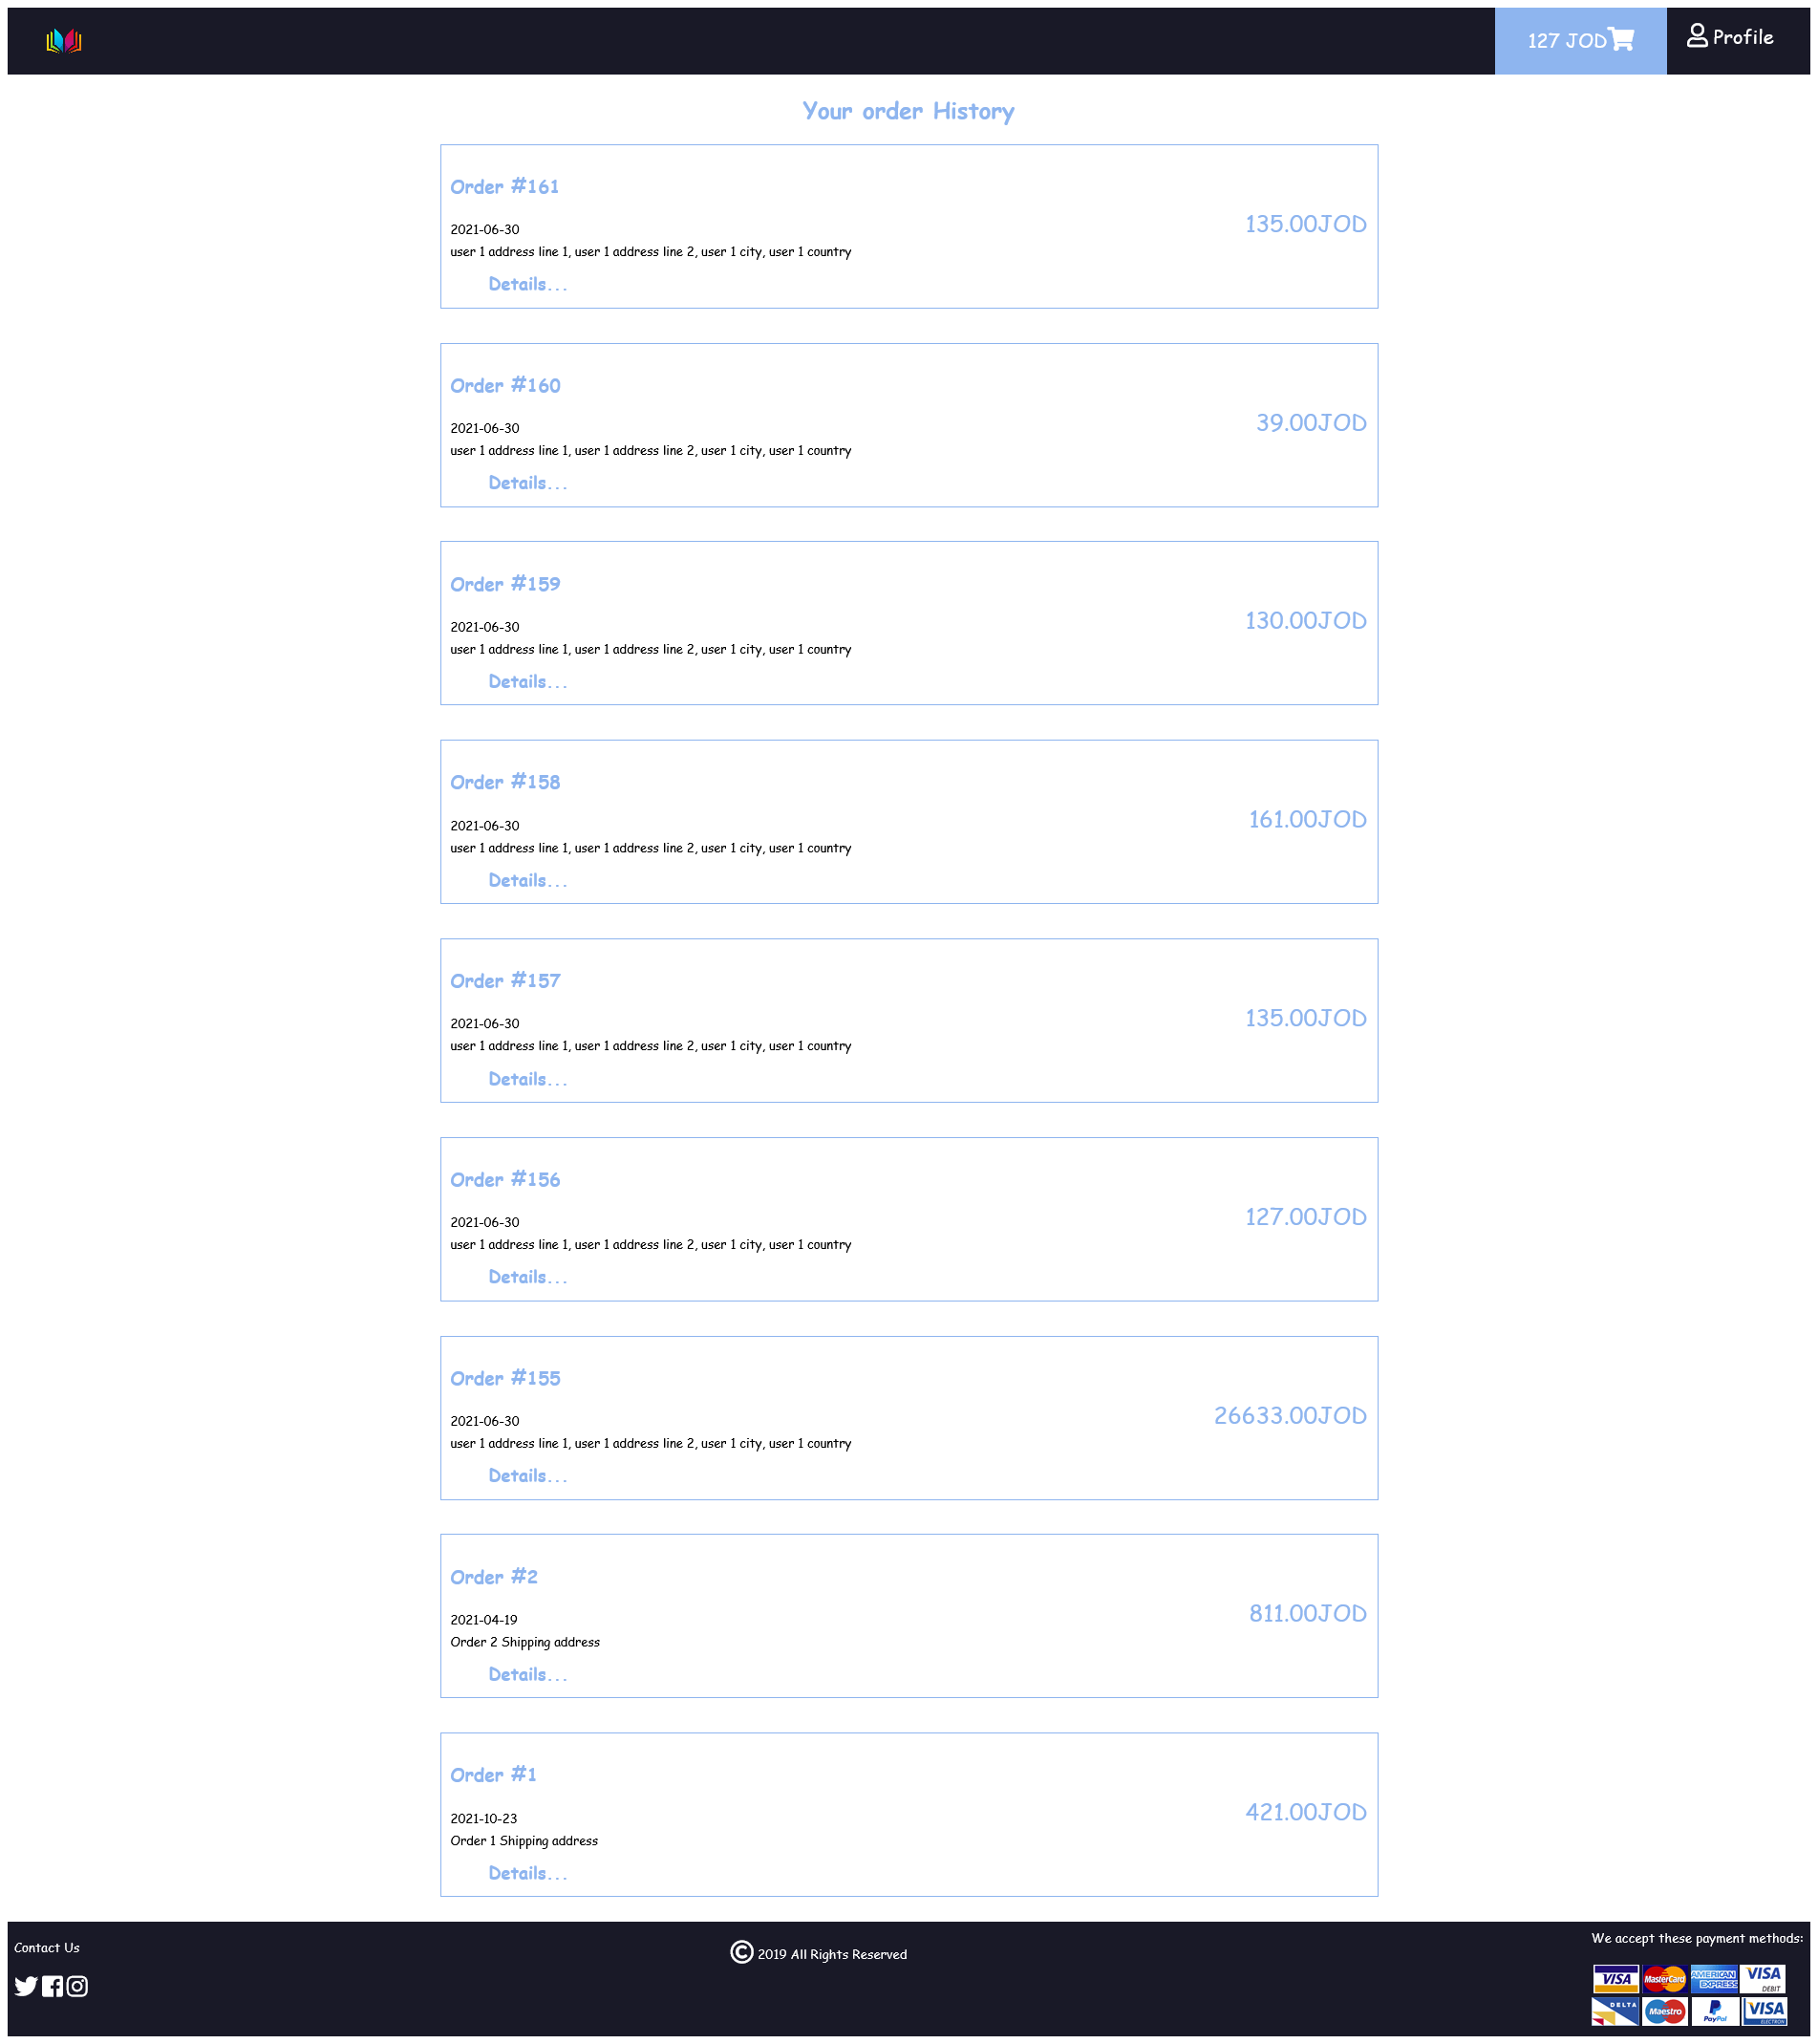 127 JOD
Profile
Your order History
Order #161
135.00JOD
2021-06-30
user 1 address line 1, user 1 address line 2, user 1 city, user 1 country
Details...
Order #160
39.00JOD
2021-06-30
user 1 address line 1, user 1 address line 2, user 1 city, user 1 country
Details...
Order #159
130.00JOD
2021-06-30
user 1 address line 1, user 1 address line 2, user 1 city, user 1 country
Details...
Order #158
161.00JOD
2021-06-30
user 1 address line 1, user 1 address line 2, user 1 city, user 1 country
Details...
Order #157
135.00JOD
2021-06-30
user 1 address line 1, user 1 address line 2, user 1 city, user 1 country
Details...
Order #156
127.00JOD
2021-06-30
user 1 address line 1, user 1 address line 2, user 1 city, user 1 country
Details...
Order #155
26633.00JOD
2021-06-30
user 1 address line 1, user 1 address line 2, user 1 city, user 1 country
Details...
Order #2
811.00JOD
2021-04-19
Order 2 Shipping address
Details...
Order #1
421.00JOD
2021-10-23
Order 1 Shipping address
Details...
Contact Us
© 2019 All Rights Reserved
We accept these payment methods:
VISA MasterCard AMERICAN EXPRESS VISA DEBIT
DELTA Maestro PayPal VISA ELECTRON